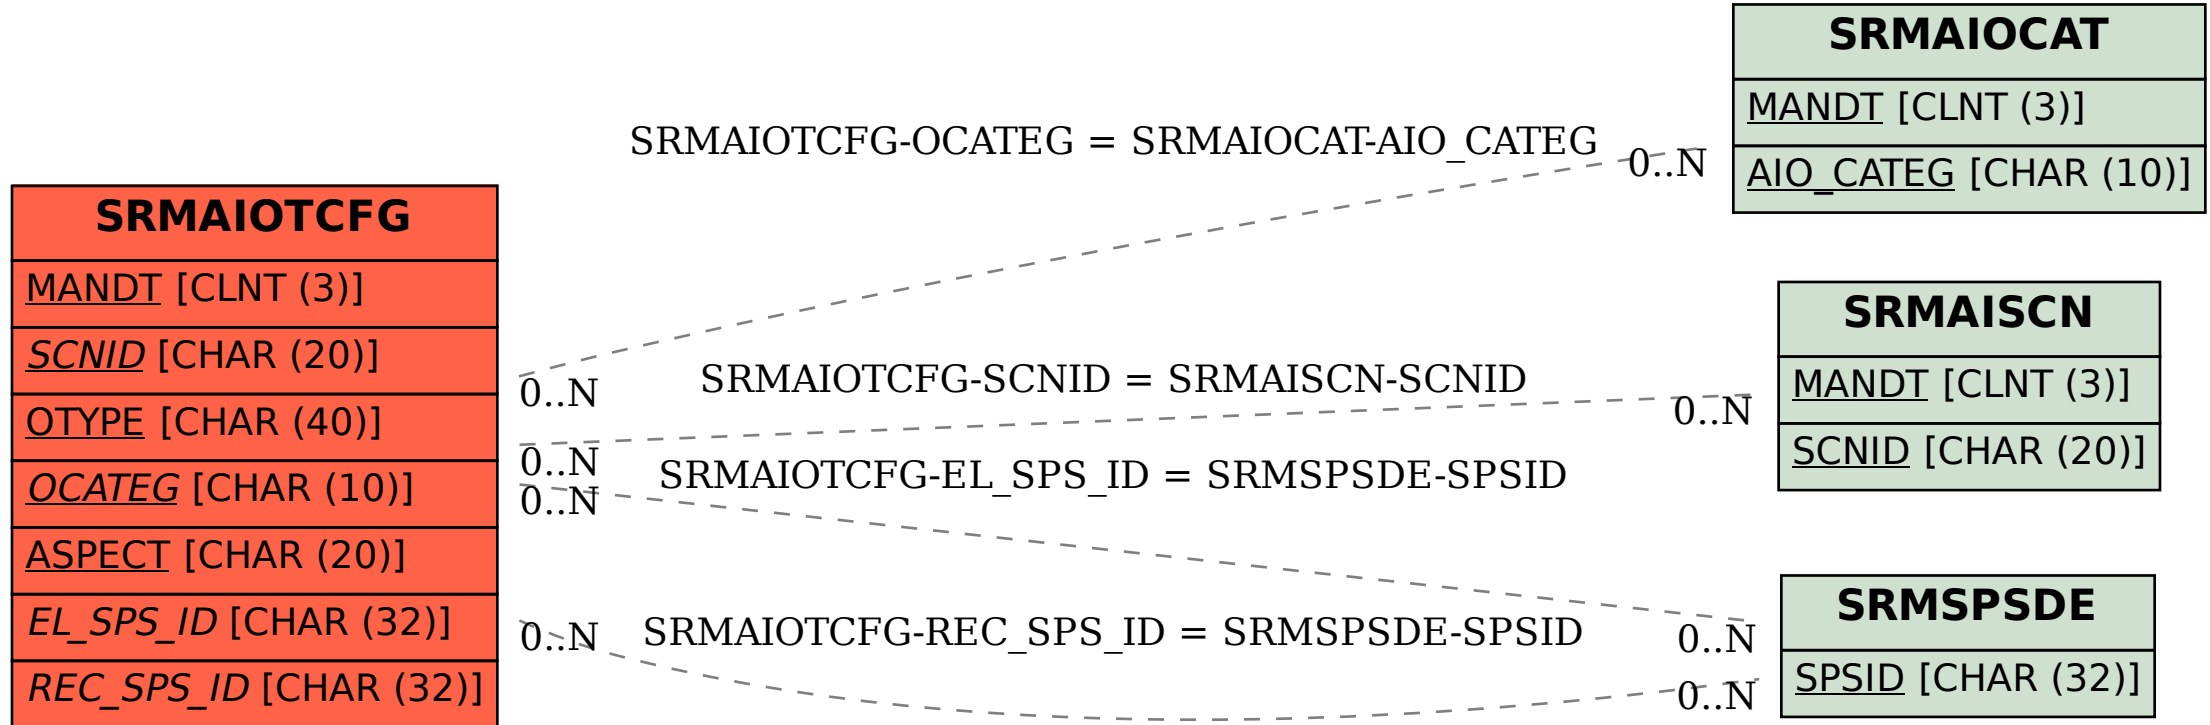 SRMAIOTCFG
MANDT [CLNT (3)]
SCNID [CHAR (20)]
OTYPE [CHAR (40)]
OCATEG [CHAR (10)]
ASPECT [CHAR (20)]
EL_SPS_ID [CHAR (32)]
REC_SPS_ID [CHAR (32)]
SRMAIOTCFG-OCATEG = SRMAIOCAT-AIO_CATEG
0..N
0..N
SRMAIOTCFG-SCNID = SRMAISCN-SCNID
0..N
0..N
SRMAIOTCFG-EL_SPS_ID = SRMSPSDE-SPSID
0..N
0..N
SRMAIOTCFG-REC_SPS_ID = SRMSPSDE-SPSID
0..N
0..N
SRMAIOCAT
MANDT [CLNT (3)]
AIO_CATEG [CHAR (10)]
SRMAISCN
MANDT [CLNT (3)]
SCNID [CHAR (20)]
SRMSPSDE
SPSID [CHAR (32)]